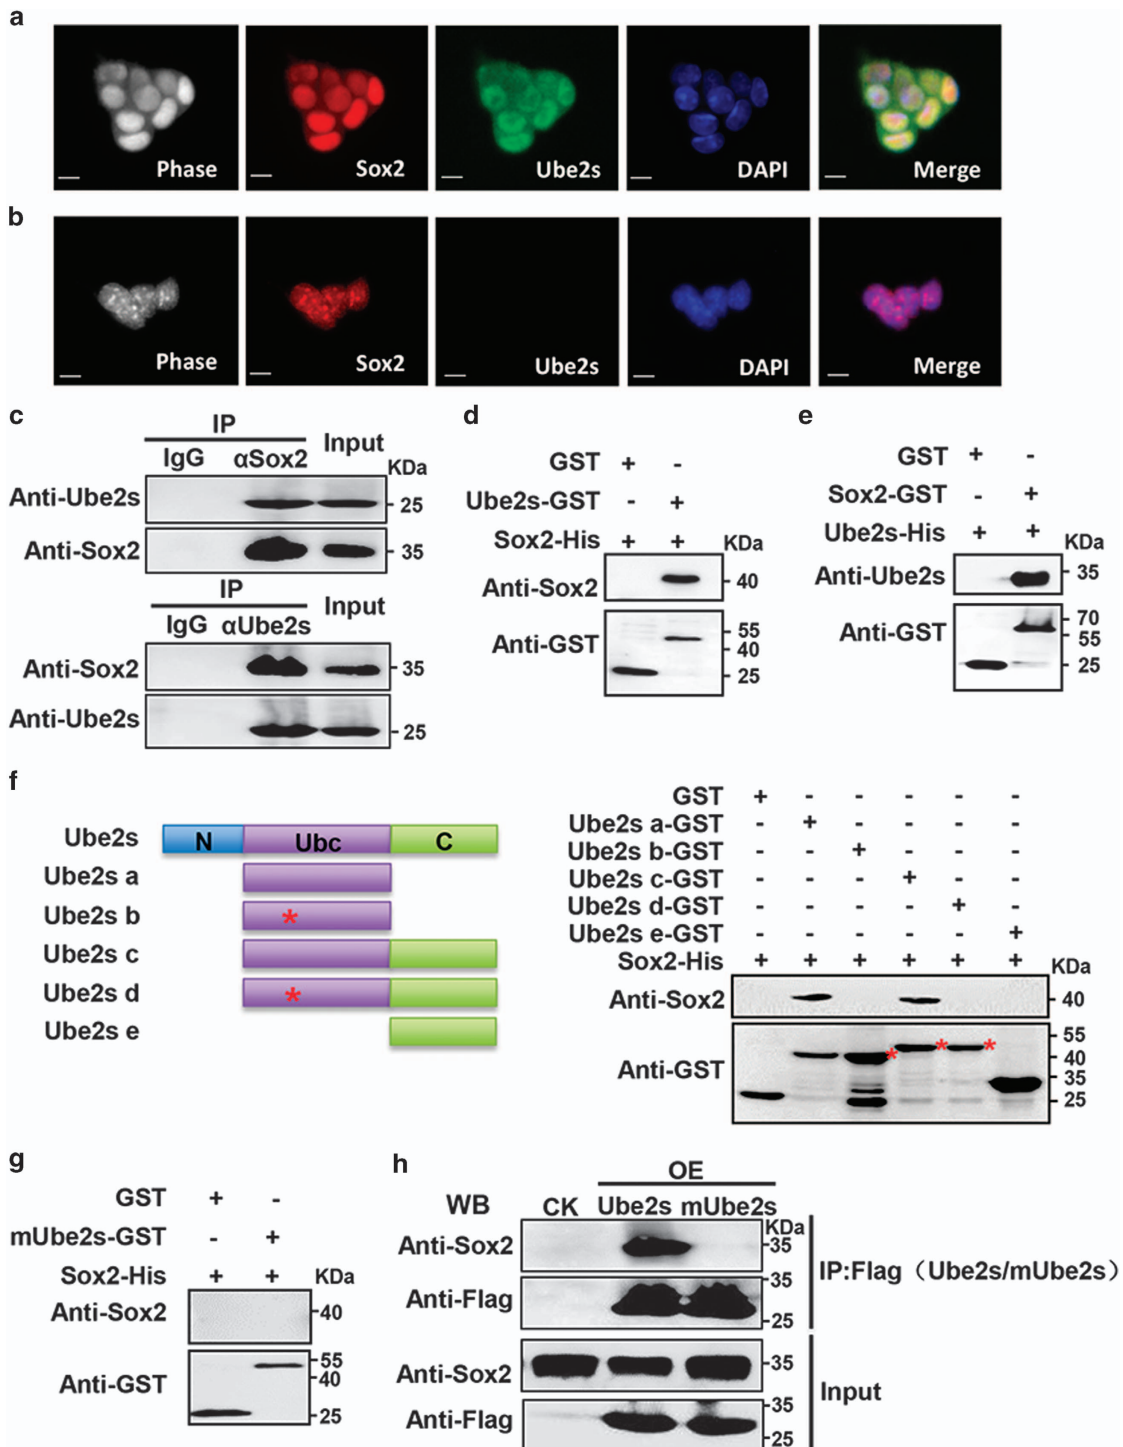 a
Phase Sox2 Ube2s DAPI Merge
b
Phase Sox2 Ube2s DAPI Merge
c
IP
IgG αSox2 Input
KDa
Anti-Ube2s 25
Anti-Sox2 35
IP
IgG αUbe2s Input
Anti-Sox2 35
Anti-Ube2s 25
d
GST + -
Ube2s-GST - +
Sox2-His + +
KDa
Anti-Sox2 40
Anti-GST 55
40
25
e
GST + -
Sox2-GST - +
Ube2s-His + +
KDa
Anti-Ube2s 35
Anti-GST 70
55
25
f
Ube2s N Ubc C
Ube2s a
Ube2s b *
Ube2s c
Ube2s d *
Ube2s e
GST + - - - - -
Ube2s a-GST - + - - - -
Ube2s b-GST - - + - - -
Ube2s c-GST - - - + - -
Ube2s d-GST - - - - + -
Ube2s e-GST - - - - - +
Sox2-His + + + + + +
KDa
Anti-Sox2 40
Anti-GST * * * 55
40
35
25
g
GST + -
mUbe2s-GST - +
Sox2-His + + KDa
Anti-Sox2 40
Anti-GST 55
40
25
h
OE
WB CK Ube2s mUbe2s
KDa
Anti-Sox2 35
Anti-Flag 35
25
IP:Flag（Ube2s/mUbe2s）
Anti-Sox2 35
Anti-Flag 35
25
Input